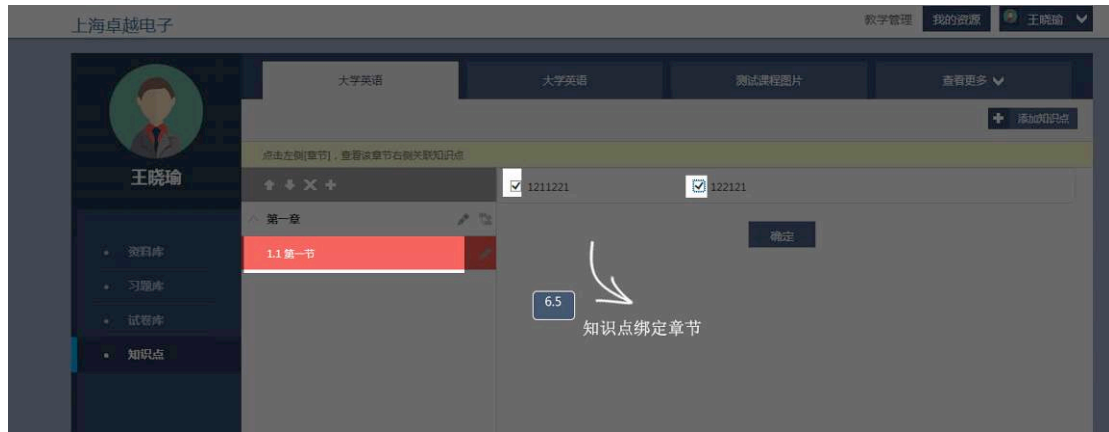 上海卓越电子
教学管理 我的资源 王晓瑜
大学英语 大学英语 测试课程图片 查看更多
添加知识点
点击左侧[章节]，查看该章节右侧关联知识点
王晓瑜
1211221 122121
第一章
确定
1.1 第一节
资料库
习题库
试卷库
知识点
6.5
知识点绑定章节